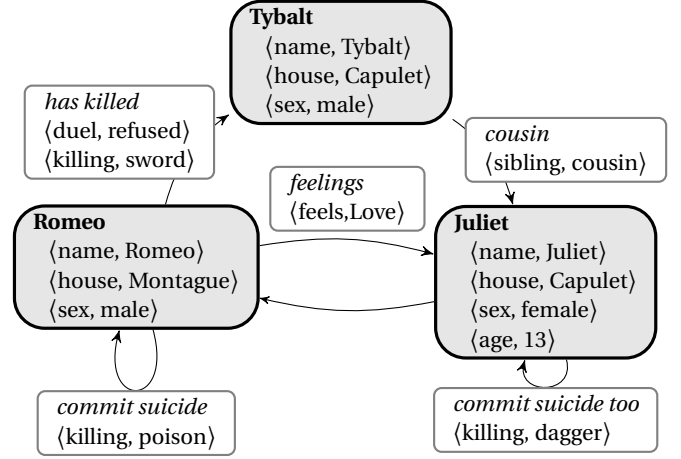 Tybalt
⟨name, Tybalt⟩
⟨house, Capulet⟩
⟨sex, male⟩
has killed
⟨duel, refused⟩
⟨killing, sword⟩
cousin
⟨sibling, cousin⟩
feelings
⟨feels,Love⟩
Romeo
⟨name, Romeo⟩
⟨house, Montague⟩
⟨sex, male⟩
Juliet
⟨name, Juliet⟩
⟨house, Capulet⟩
⟨sex, female⟩
⟨age, 13⟩
commit suicide
⟨killing, poison⟩
commit suicide too
⟨killing, dagger⟩